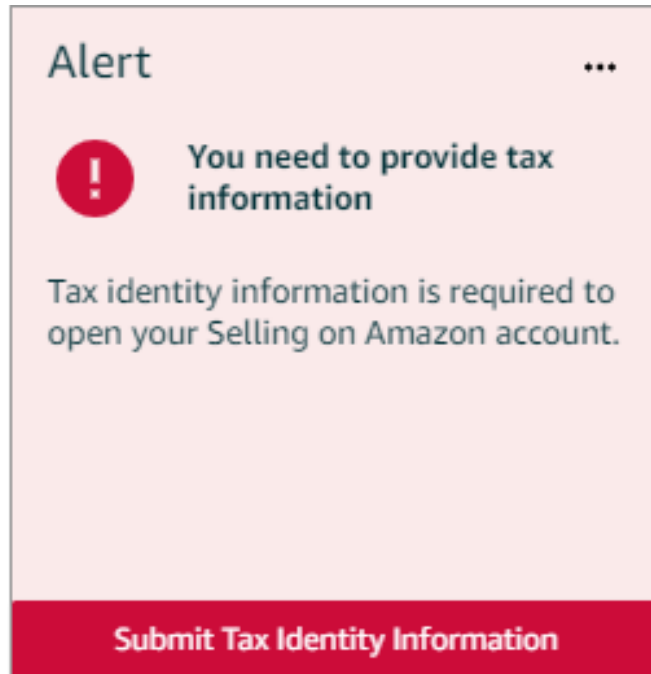 Alert
...
!
You need to provide tax
information
Tax identity information is required to
open your Selling on Amazon account.
Submit Tax Identity Information